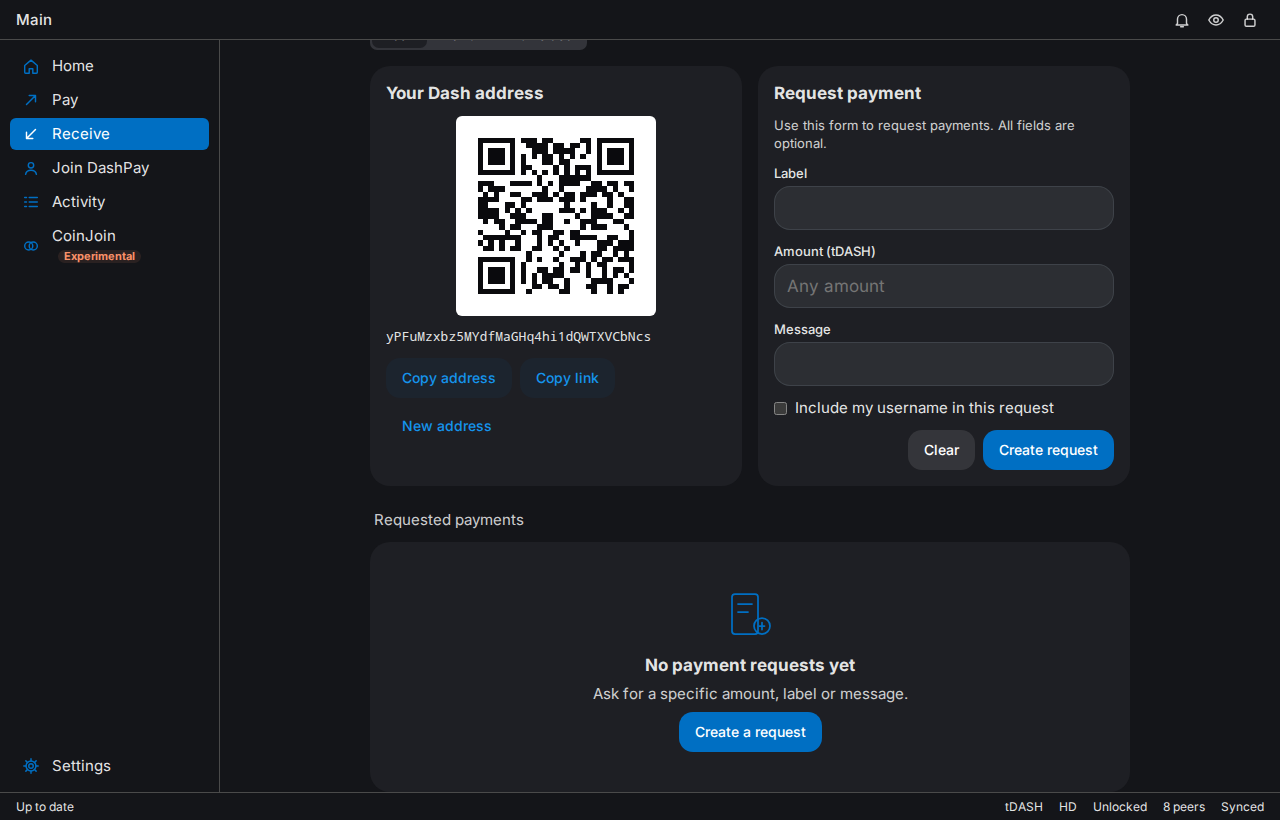 Main
Home
Pay
Receive
Join DashPay
Activity
CoinJoin
Experimental
Settings
Your Dash address
yPFuMzxbz5MYdfMaGHq4hi1dQWTXVCbNcs
Copy address
Copy link
New address
Request payment
Use this form to request payments. All fields are
optional.
Label
Amount (tDASH)
Any amount
Message
Include my username in this request
Clear
Create request
Requested payments
No payment requests yet
Ask for a specific amount, label or message.
Create a request
Up to date
tDASH
HD
Unlocked
8 peers
Synced